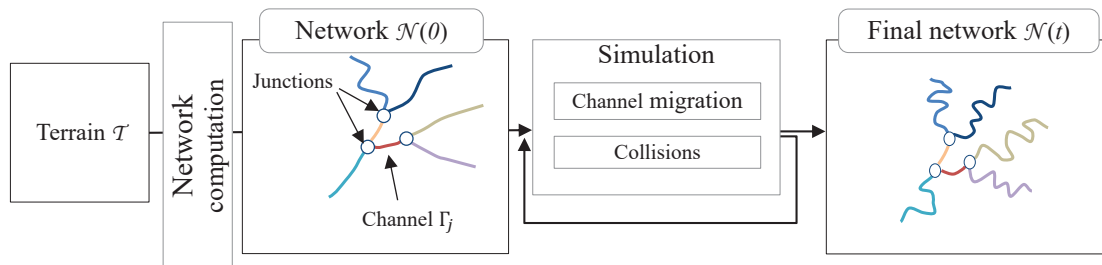 Terrain 𝒯
Network
computation
Network 𝒩(0)
Junctions
Channel Γj
Simulation
Channel migration
Collisions
Final network 𝒩(t)